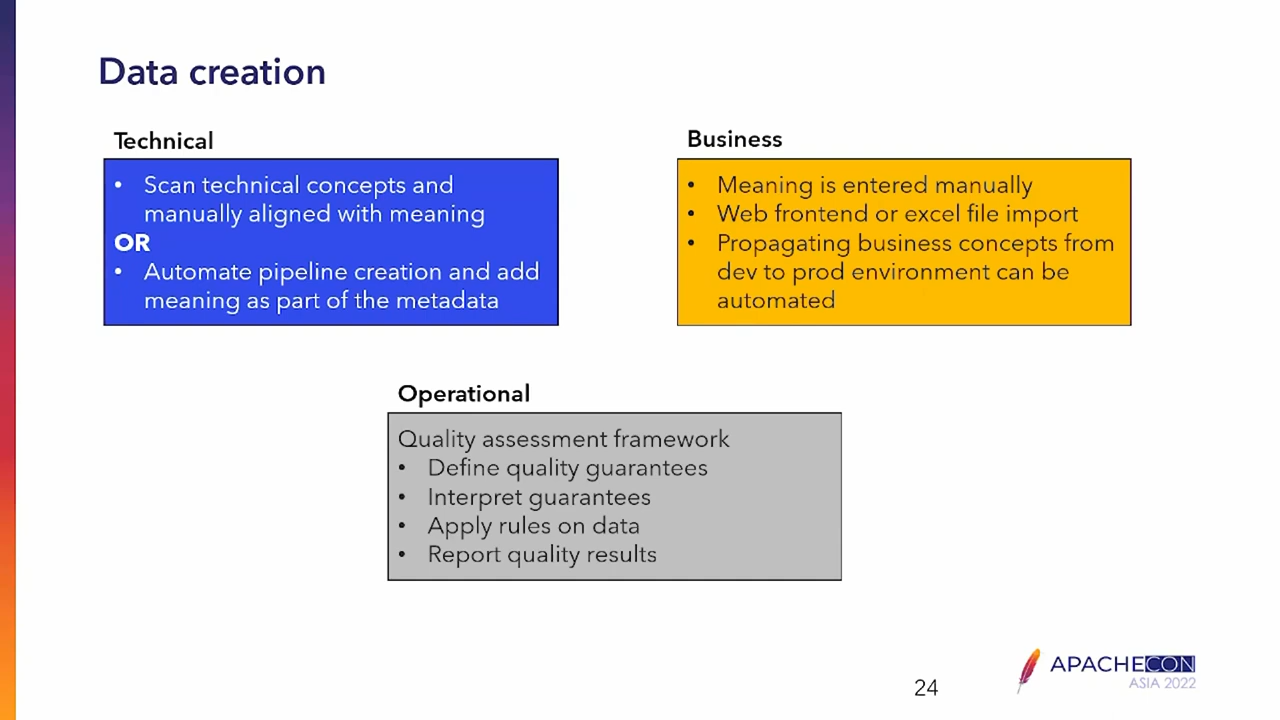 Data creation
Technical
• Scan technical concepts and
manually aligned with meaning
OR
• Automate pipeline creation and add
meaning as part of the metadata
Business
• Meaning is entered manually
• Web frontend or excel file import
• Propagating business concepts from
dev to prod environment can be
automated
Operational
Quality assessment framework
• Define quality guarantees
• Interpret guarantees
• Apply rules on data
• Report quality results
24
APACHECON
ASIA 2022